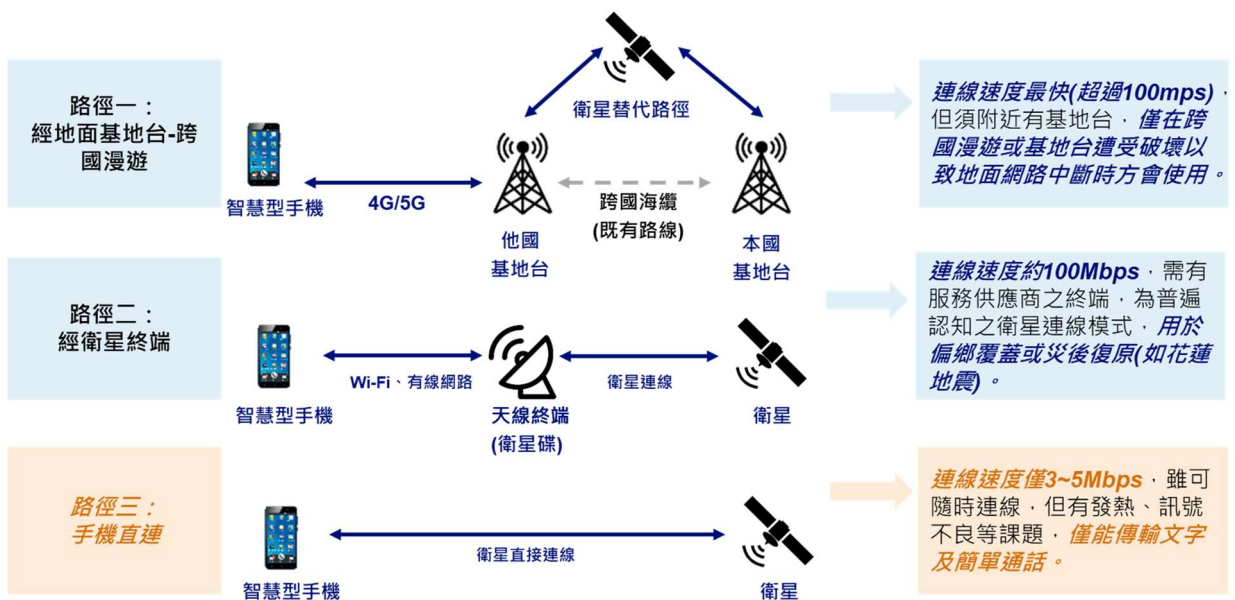 路徑一：
經地面基地台-跨
國漫遊
智慧型手機
4G/5G
衛星替代路徑
他國
基地台
跨國海纜
(既有路線)
本國
基地台
連線速度最快(超過100mps)，
但須附近有基地台，僅在跨
國漫遊或基地台遭受破壞以
致地面網路中斷時方會使用。
路徑二：
經衛星終端
智慧型手機
Wi-Fi、有線網路
天線終端
(衛星碟)
衛星連線
衛星
連線速度約100Mbps，需有
服務供應商之終端，為普遍
認知之衛星連線模式，用於
偏鄉覆蓋或災後復原(如花蓮
地震)。
路徑三：
手機直連
智慧型手機
衛星直接連線
衛星
連線速度僅3~5Mbps，雖可
隨時連線，但有發熱、訊號
不良等課題，僅能傳輸文字
及簡單通話。